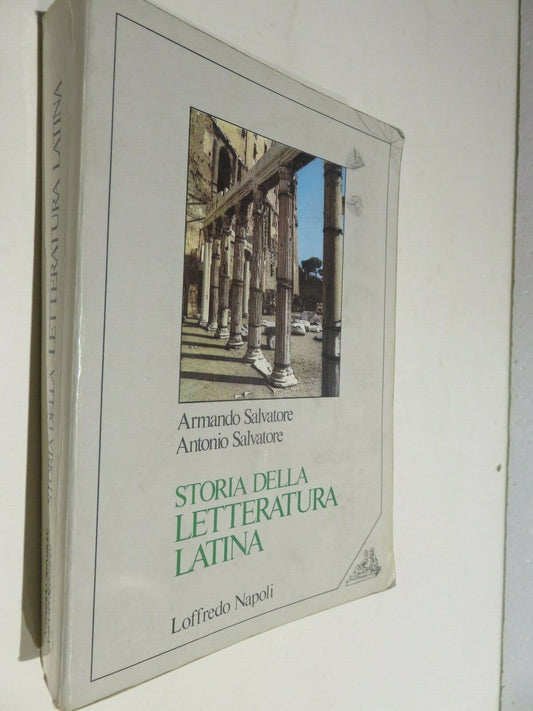 Armando Salvatore
Antonio Salvatore
STORIA DELLA
LETTERATURA
LATINA
Loffredo Napoli
STORIA DELLA LETTERATURA LATINA